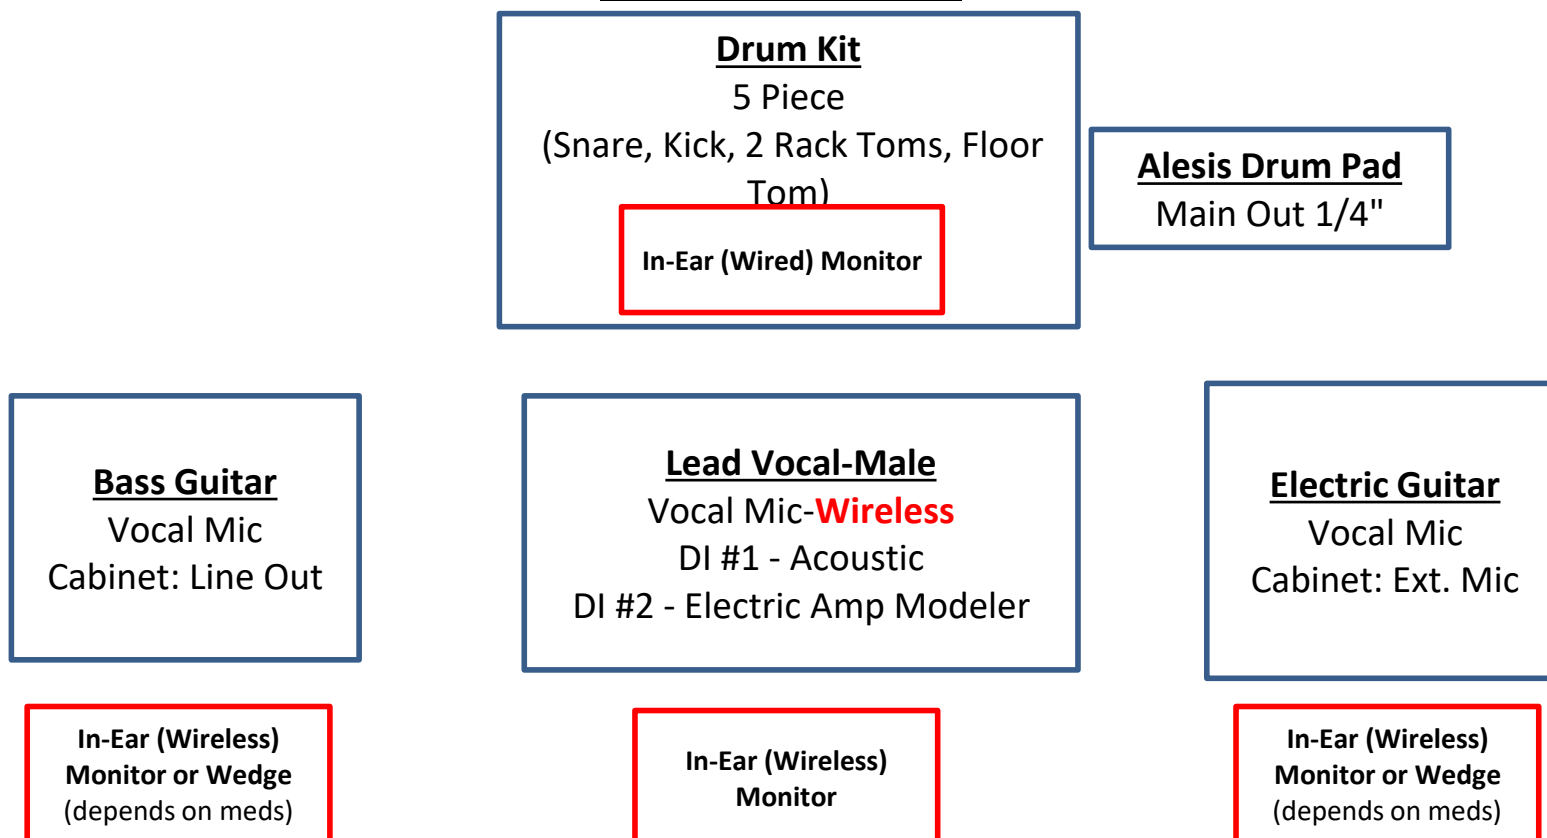 Drum Kit
5 Piece
(Snare, Kick, 2 Rack Toms, Floor
Tom)
In-Ear (Wired) Monitor
Alesis Drum Pad
Main Out 1/4"
Bass Guitar
Vocal Mic
Cabinet: Line Out
Lead Vocal-Male
Vocal Mic-Wireless
DI #1 - Acoustic
DI #2 - Electric Amp Modeler
Electric Guitar
Vocal Mic
Cabinet: Ext. Mic
In-Ear (Wireless)
Monitor or Wedge
(depends on meds)
In-Ear (Wireless)
Monitor
In-Ear (Wireless)
Monitor or Wedge
(depends on meds)